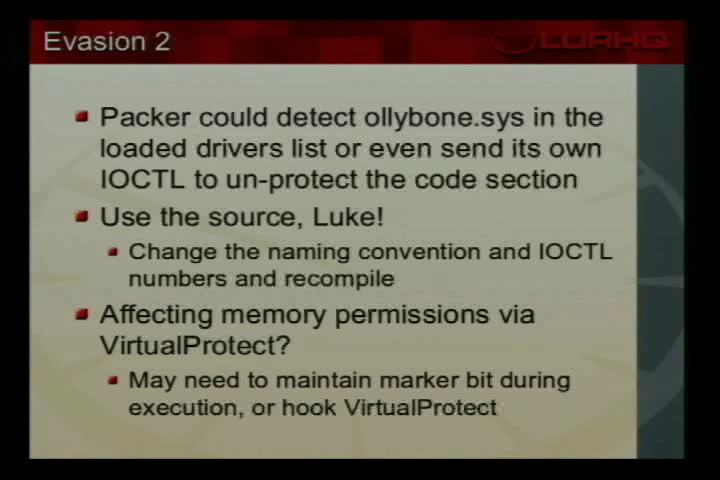 Evasion 2
LURHQ
Packer could detect ollybone.sys in the
loaded drivers list or even send its own
IOCTL to un-protect the code section
Use the source, Luke!
Change the naming convention and IOCTL
numbers and recompile
Affecting memory permissions via
VirtualProtect?
May need to maintain marker bit during
execution, or hook VirtualProtect